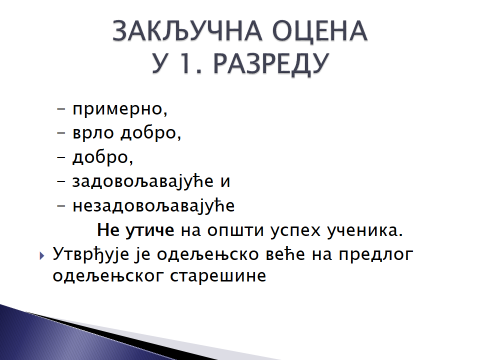 ЗАКЉУЧНА ОЦЕНА
У 1. РАЗРЕДУ
– примерно,
– врло добро,
– добро,
– задовољавајуће и
– незадовољавајуће
Не утиче на општи успех ученика.
Утврђује је одељењско веће на предлог
одељењског старешине